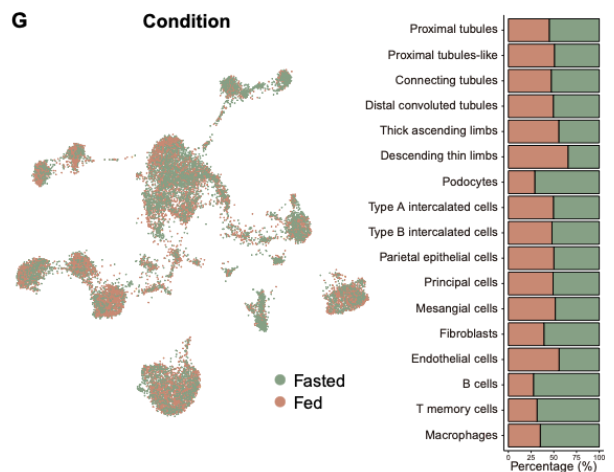 G
Condition
Fasted
Fed
Proximal tubules
Proximal tubules-like
Connecting tubules
Distal convoluted tubules
Thick ascending limbs
Descending thin limbs
Podocytes
Type A intercalated cells
Type B intercalated cells
Parietal epithelial cells
Principal cells
Mesangial cells
Fibroblasts
Endothelial cells
B cells
T memory cells
Macrophages
0 25 50 75 100
Percentage (%)